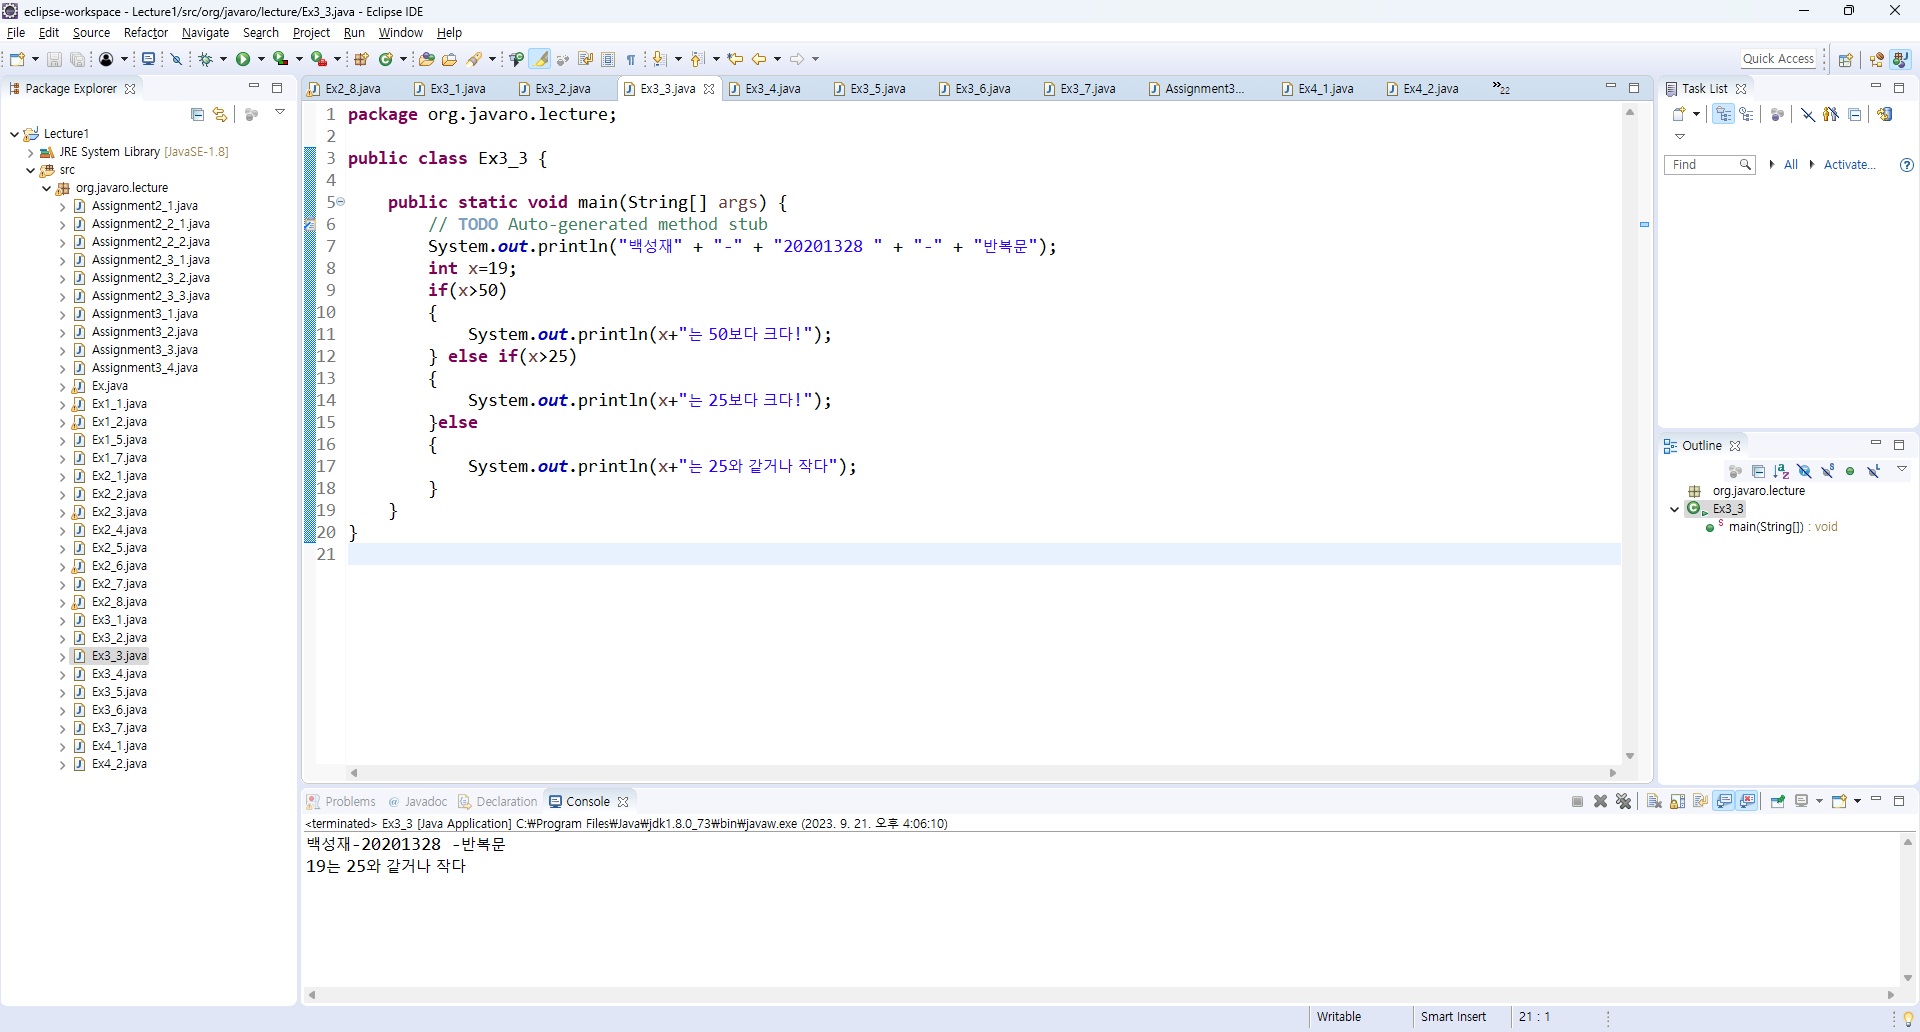 eclipse-workspace - Lecture1/src/org/javaro/lecture/Ex3_3.java - Eclipse IDE
File Edit Source Refactor Navigate Search Project Run Window Help
Quick Access
Package Explorer
Lecture1
JRE System Library [JavaSE-1.8]
src
org.javaro.lecture
Assignment2_1.java
Assignment2_2_1.java
Assignment2_2_2.java
Assignment2_3_1.java
Assignment2_3_2.java
Assignment2_3_3.java
Assignment3_1.java
Assignment3_2.java
Assignment3_3.java
Assignment3_4.java
Ex.java
Ex1_1.java
Ex1_2.java
Ex1_5.java
Ex1_7.java
Ex2_1.java
Ex2_2.java
Ex2_3.java
Ex2_4.java
Ex2_5.java
Ex2_6.java
Ex2_7.java
Ex2_8.java
Ex3_1.java
Ex3_2.java
Ex3_3.java
Ex3_4.java
Ex3_5.java
Ex3_6.java
Ex3_7.java
Ex4_1.java
Ex4_2.java
Ex2_8.java Ex3_1.java Ex3_2.java Ex3_3.java Ex3_4.java Ex3_5.java Ex3_6.java Ex3_7.java Assignment3... Ex4_1.java Ex4_2.java »22
1 package org.javaro.lecture;
2
3 public class Ex3_3 {
4
5 public static void main(String[] args) {
6 // TODO Auto-generated method stub
7 System.out.println("백성재" + "-" + "20201328 " + "-" + "반복문");
8 int x=19;
9 if(x>50)
10 {
11 System.out.println(x+"는 50보다 크다!");
12 } else if(x>25)
13 {
14 System.out.println(x+"는 25보다 크다!");
15 }else
16 {
17 System.out.println(x+"는 25와 같거나 작다");
18 }
19 }
20 }
21
Task List
Find All Activate...
Outline
org.javaro.lecture
Ex3_3
main(String[]) : void
Problems Javadoc Declaration Console
<terminated> Ex3_3 [Java Application] C:₩Program Files₩Java₩jdk1.8.0_73₩bin₩javaw.exe (2023. 9. 21. 오후 4:06:10)
백성재-20201328 -반복문
19는 25와 같거나 작다
Writable Smart Insert 21 : 1